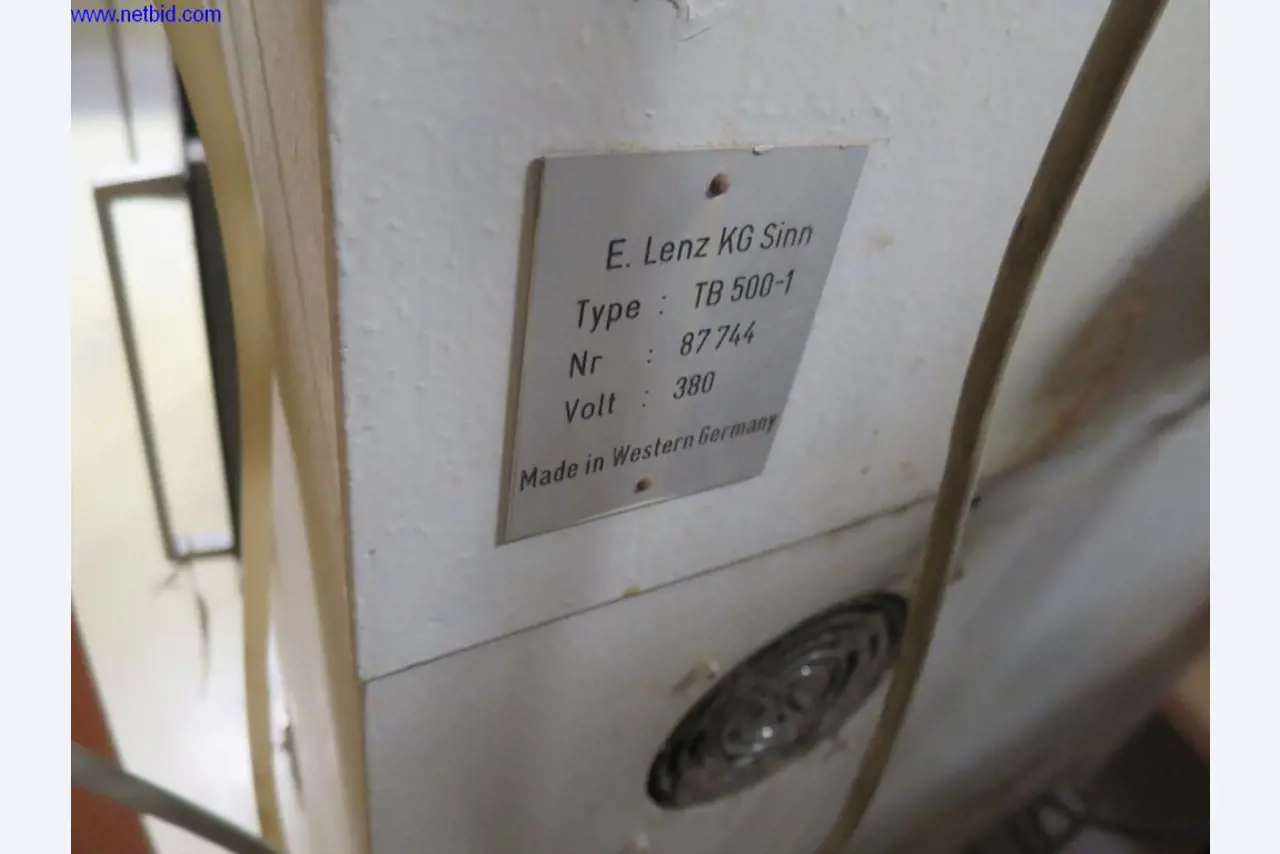 www.netbid.com
E. Lenz KG Sinn
Type : TB 500-1
Nr : 87 744
Volt : 380
Made in Western Germany